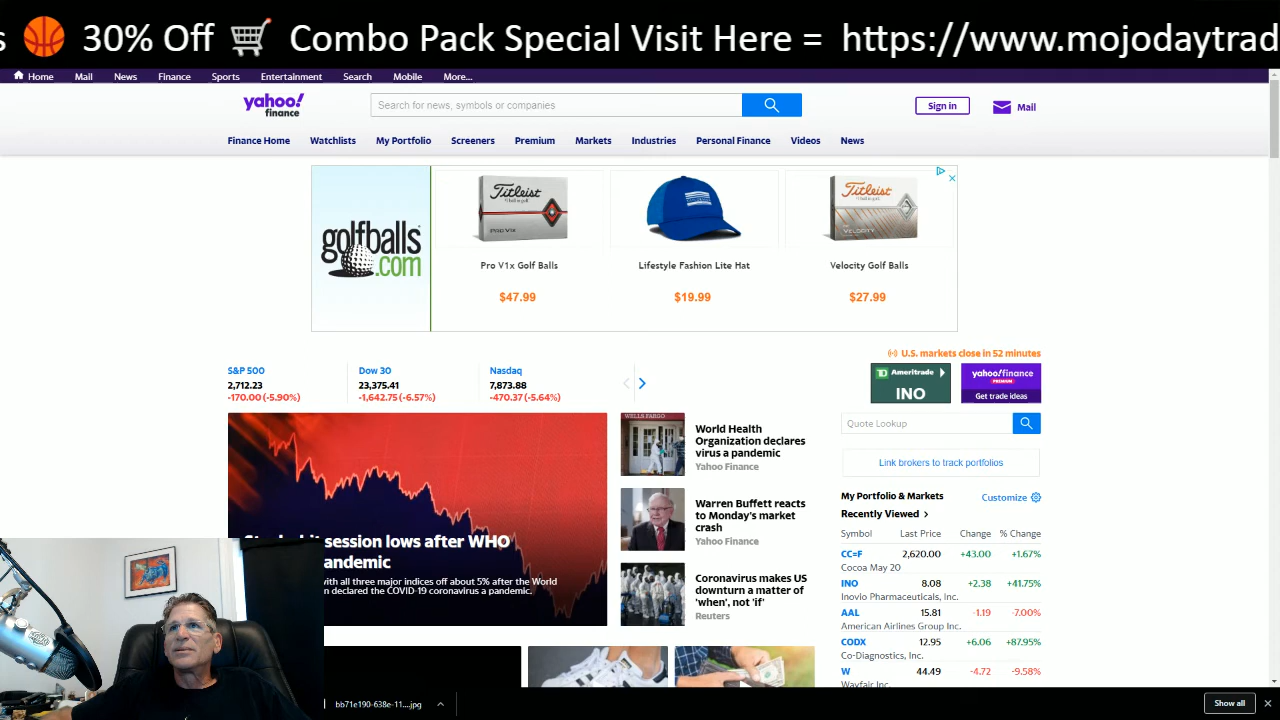 s 🏀 30% Off 🛒 Combo Pack Special Visit Here = https://www.mojodaytrad
Home Mail News Finance Sports Entertainment Search Mobile More...
yahoo!
finance
Search for news, symbols or companies
Sign in
Mail
Finance Home Watchlists My Portfolio Screeners Premium Markets Industries Personal Finance Videos News
golfballs
.com
Titleist
PRO V1x
Pro V1x Golf Balls
$47.99
Lifestyle Fashion Lite Hat
$19.99
Titleist
VELOCITY
Velocity Golf Balls
$27.99
U.S. markets close in 52 minutes
S&P 500
2,712.23
-170.00 (-5.90%)
Dow 30
23,375.41
-1,642.75 (-6.57%)
Nasdaq
7,873.88
-470.37 (-5.64%)
TD Ameritrade
INO
yahoo!finance
PREMIUM
Get trade ideas
session lows after WHO
andemic
with all three major indices off about 5% after the World
n declared the COVID-19 coronavirus a pandemic.
WELLS FARGO
World Health
Organization declares
virus a pandemic
Yahoo Finance
Warren Buffett reacts
to Monday's market
crash
Yahoo Finance
Coronavirus makes US
downturn a matter of
'when', not 'if'
Reuters
Quote Lookup
Link brokers to track portfolios
My Portfolio & Markets Customize
Recently Viewed
Symbol Last Price Change % Change
CC=F 2,620.00 +43.00 +1.67%
Cocoa May 20
INO 8.08 +2.38 +41.75%
Inovio Pharmaceuticals, Inc.
AAL 15.81 -1.19 -7.00%
American Airlines Group Inc.
CODX 12.95 +6.06 +87.95%
Co-Diagnostics, Inc.
W 44.49 -4.72 -9.58%
Wayfair Inc.
bb71e190-638e-11....jpg
Show all